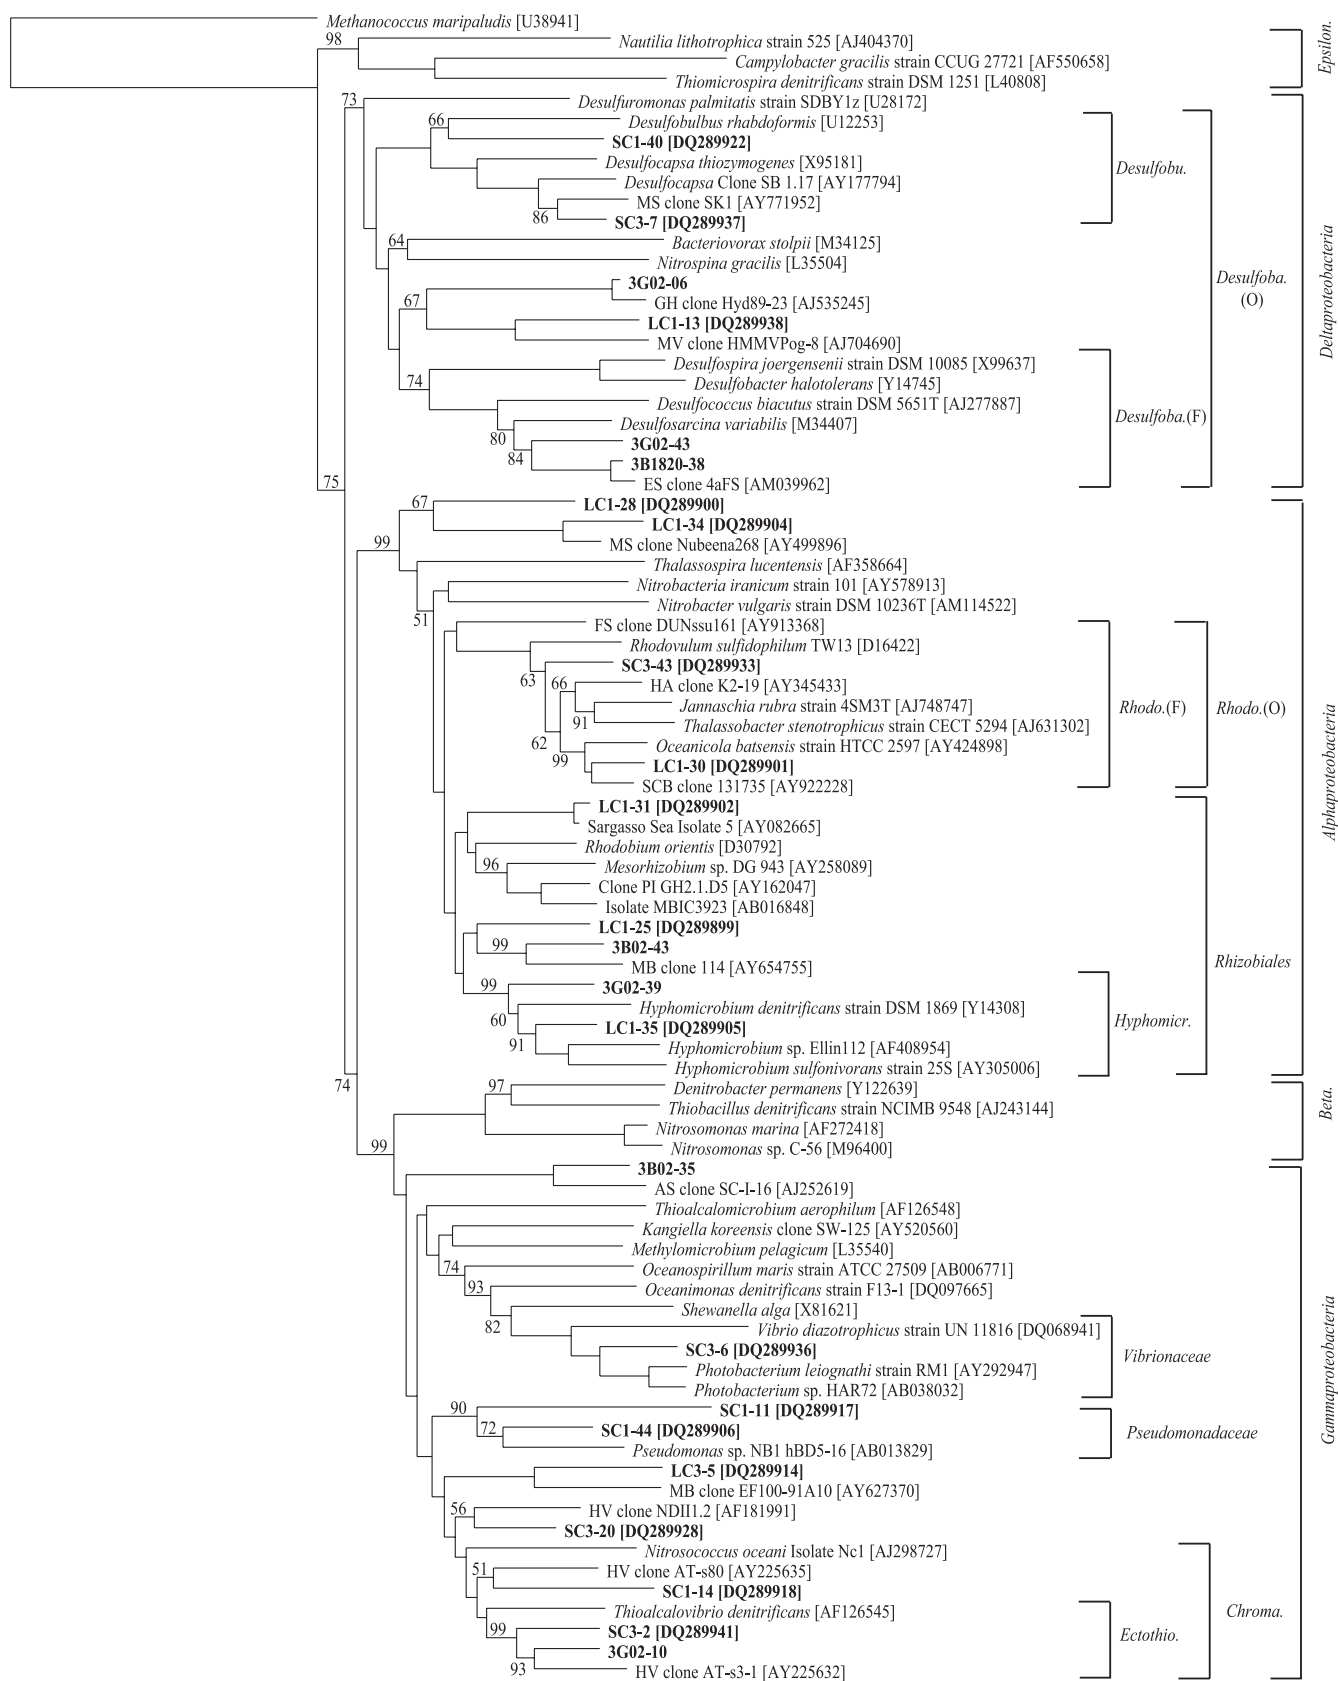 Methanococcus maripaludis [U38941]
98
Nautilia lithotrophica strain 525 [AJ404370]
Campylobacter gracilis strain CCUG 27721 [AF550658]
Thiomicrospira denitrificans strain DSM 1251 [L40808]
Epsilon.
73
Desulfuromonas palmitatis strain SDBY1z [U28172]
66
Desulfobulbus rhabdoformis [U12253]
SC1-40 [DQ289922]
Desulfocapsa thiozymogenes [X95181]
Desulfocapsa Clone SB 1.17 [AY177794]
MS clone SK1 [AY771952]
86
SC3-7 [DQ289937]
Desulfobu.
64
Bacteriovorax stolpii [M34125]
Nitrospina gracilis [L35504]
3G02-06
67
GH clone Hyd89-23 [AJ535245]
LC1-13 [DQ289938]
MV clone HMMVPog-8 [AJ704690]
Desulfoba.
(O)
Deltaproteobacteria
Desulfospira joergensenii strain DSM 10085 [X99637]
74
Desulfobacter halotolerans [Y14745]
Desulfococcus biacutus strain DSM 5651T [AJ277887]
Desulfosarcina variabilis [M34407]
80
3G02-43
84
3B1820-38
ES clone 4aFS [AM039962]
Desulfoba.(F)
75
67
LC1-28 [DQ289900]
LC1-34 [DQ289904]
99
MS clone Nubeena268 [AY499896]
Thalassospira lucentensis [AF358664]
Nitrobacteria iranicum strain 101 [AY578913]
Nitrobacter vulgaris strain DSM 10236T [AM114522]
51
FS clone DUNssu161 [AY913368]
Rhodovulum sulfidophilum TW13 [D16422]
SC3-43 [DQ289933]
63
66
HA clone K2-19 [AY345433]
Jannaschia rubra strain 4SM3T [AJ748747]
91
Thalassobacter stenotrophicus strain CECT 5294 [AJ631302]
62
Oceanicola batsensis strain HTCC 2597 [AY424898]
99
LC1-30 [DQ289901]
SCB clone 131735 [AY922228]
Rhodo.(F)
Rhodo.(O)
Alphaproteobacteria
LC1-31 [DQ289902]
Sargasso Sea Isolate 5 [AY082665]
Rhodobium orientis [D30792]
96
Mesorhizobium sp. DG 943 [AY258089]
Clone PI GH2.1.D5 [AY162047]
Isolate MBIC3923 [AB016848]
LC1-25 [DQ289899]
99
3B02-43
MB clone 114 [AY654755]
Rhizobiales
99
3G02-39
Hyphomicrobium denitrificans strain DSM 1869 [Y14308]
60
LC1-35 [DQ289905]
91
Hyphomicrobium sp. Ellin112 [AF408954]
Hyphomicrobium sulfonivorans strain 25S [AY305006]
Hyphomicr.
74
97
Denitrobacter permanens [Y122639]
Thiobacillus denitrificans strain NCIMB 9548 [AJ243144]
Nitrosomonas marina [AF272418]
99
Nitrosomonas sp. C-56 [M96400]
Beta.
3B02-35
AS clone SC-I-16 [AJ252619]
Thioalcalomicrobium aerophilum [AF126548]
Kangiella koreensis clone SW-125 [AY520560]
Methylomicrobium pelagicum [L35540]
74
Oceanospirillum maris strain ATCC 27509 [AB006771]
93
Oceanimonas denitrificans strain F13-1 [DQ097665]
Shewanella alga [X81621]
82
Vibrio diazotrophicus strain UN 11816 [DQ068941]
SC3-6 [DQ289936]
Photobacterium leiognathi strain RM1 [AY292947]
Photobacterium sp. HAR72 [AB038032]
Vibrionaceae
Gammaproteobacteria
90
SC1-11 [DQ289917]
72
SC1-44 [DQ289906]
Pseudomonas sp. NB1 hBD5-16 [AB013829]
Pseudomonadaceae
LC3-5 [DQ289914]
MB clone EF100-91A10 [AY627370]
56
HV clone NDII1.2 [AF181991]
SC3-20 [DQ289928]
Nitrosococcus oceani Isolate Nc1 [AJ298727]
51
HV clone AT-s80 [AY225635]
SC1-14 [DQ289918]
Thioalcalovibrio denitrificans [AF126545]
99
SC3-2 [DQ289941]
3G02-10
93
HV clone AT-s3-1 [AY225632]
Ectothio.
Chroma.